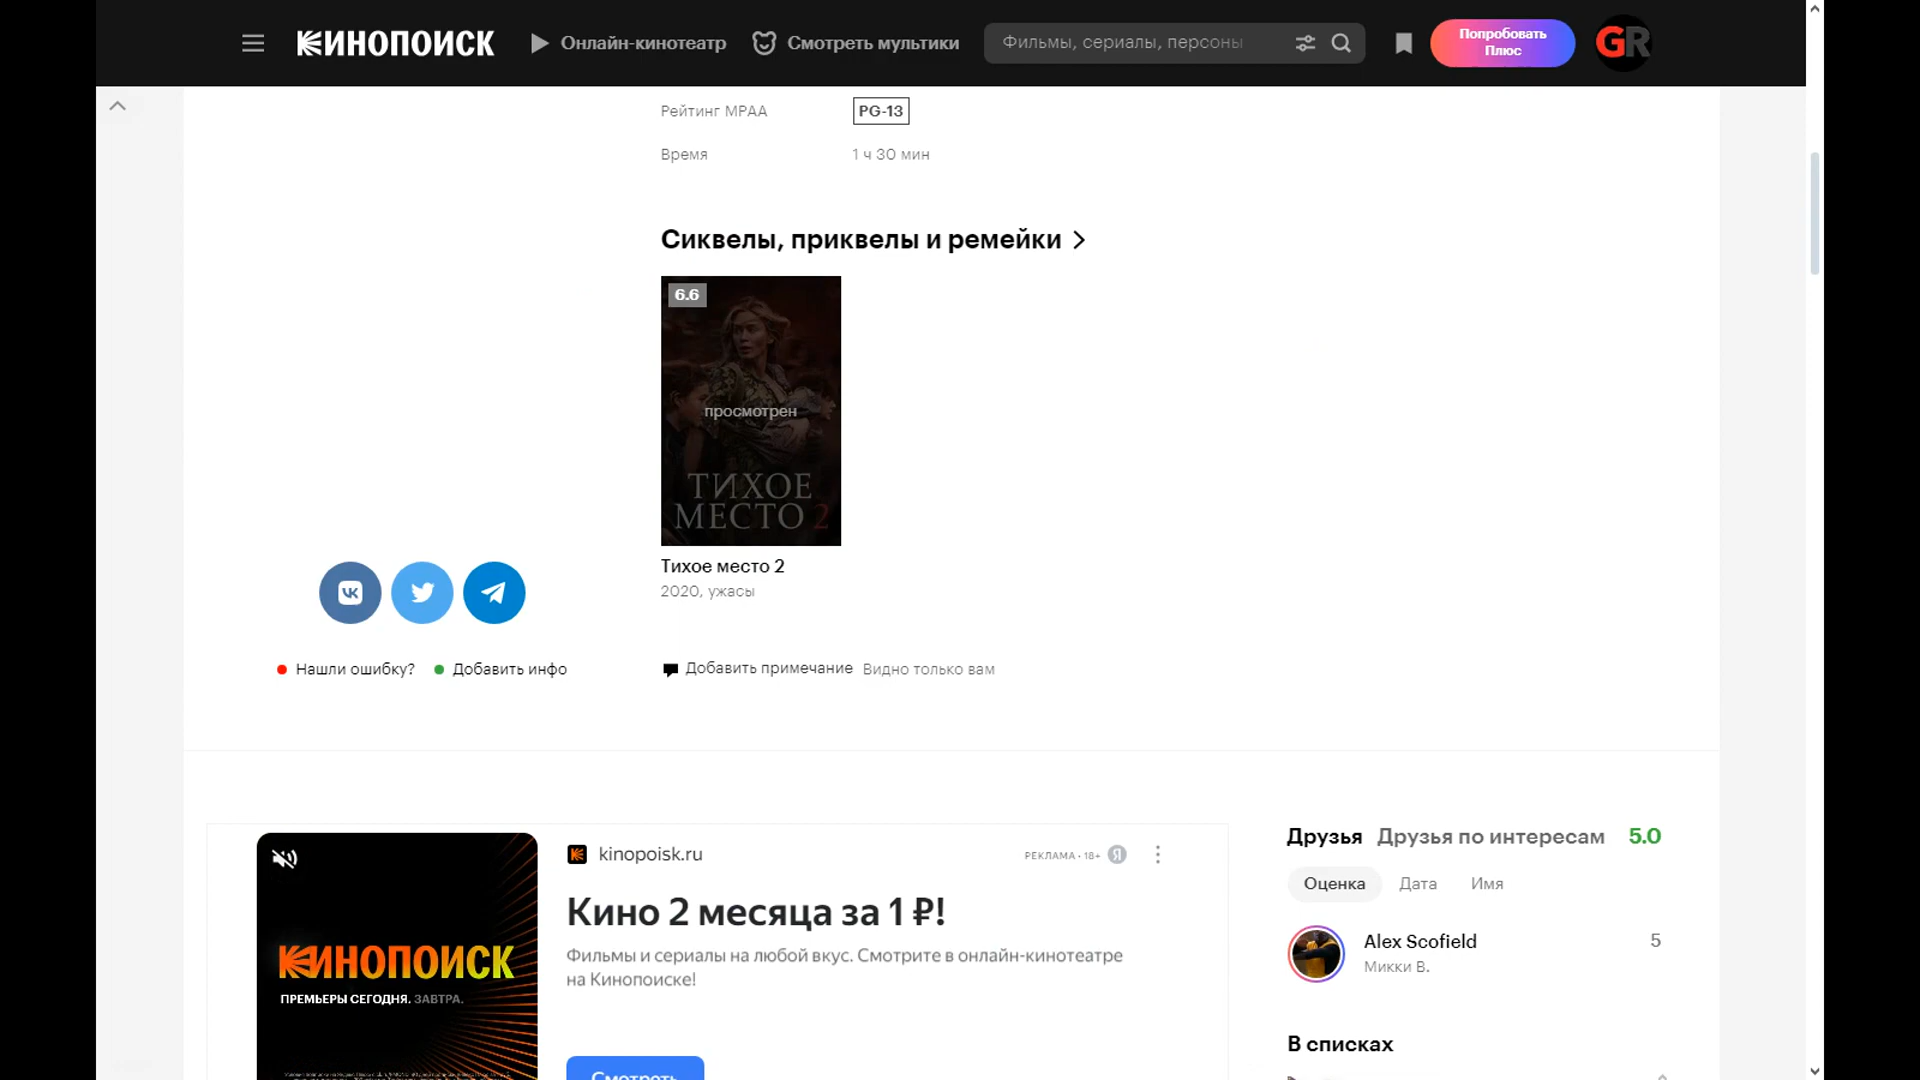 КИНОПОИСК
Онлайн-кинотеатр
Смотреть мультики
Фильмы, сериалы, персоны
Попробовать
Плюс
GR
Рейтинг MPAA
PG-13
Время
1 ч 30 мин
Сиквелы, приквелы и ремейки
6.6
просмотрен
ТИХОЕ
МЕСТО 2
Тихое место 2
2020, ужасы
Нашли ошибку?
Добавить инфо
Добавить примечание
Видно только вам
kinopoisk.ru
РЕКЛАМА • 18+
Я
Кино 2 месяца за 1 ₽!
Фильмы и сериалы на любой вкус. Смотрите в онлайн-кинотеатре
на Кинопоиске!
КИНОПОИСК
ПРЕМЬЕРЫ СЕГОДНЯ. ЗАВТРА.
Смотреть
Друзья
Друзья по интересам
5.0
Оценка
Дата
Имя
Alex Scofield
5
Микки В.
В списках